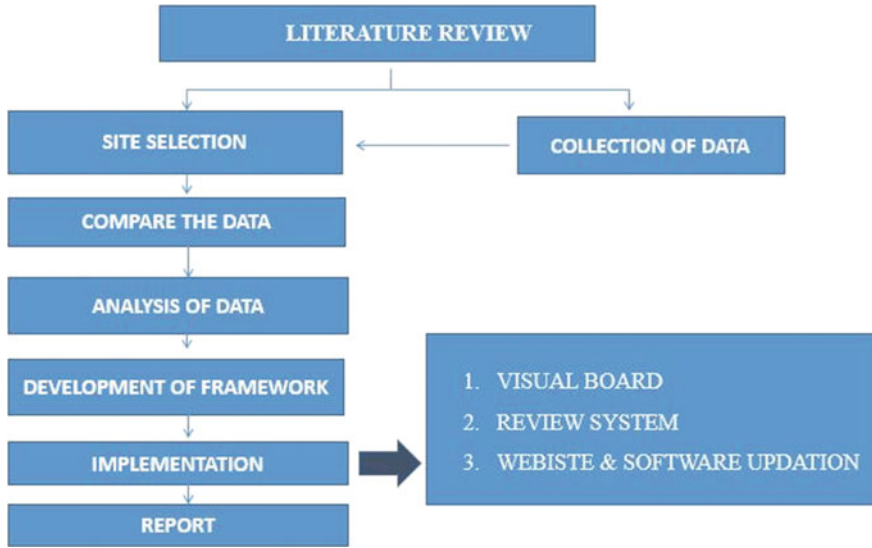 LITERATURE REVIEW
SITE SELECTION
COLLECTION OF DATA
COMPARE THE DATA
ANALYSIS OF DATA
DEVELOPMENT OF FRAMEWORK
IMPLEMENTATION
REPORT
1. VISUAL BOARD
2. REVIEW SYSTEM
3. WEBISTE & SOFTWARE UPDATION